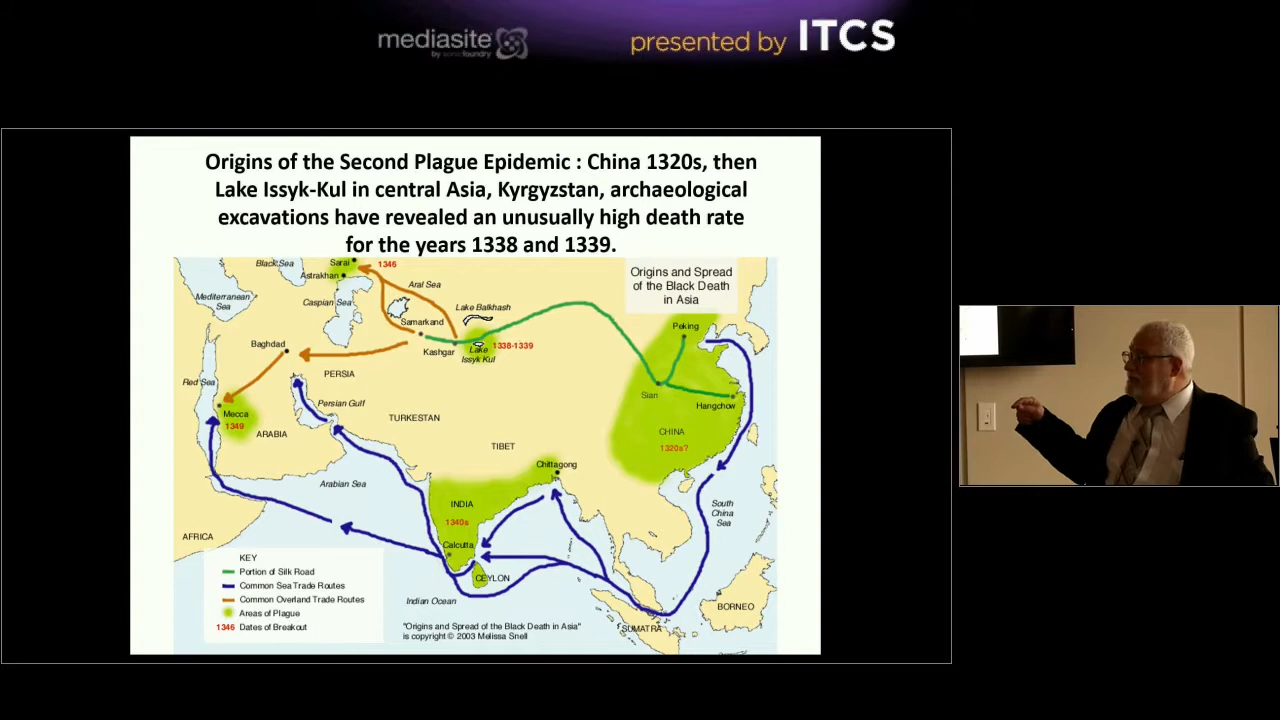 mediasite
by sonicfoundry
presented by ITCS
Origins of the Second Plague Epidemic : China 1320s, then
Lake Issyk-Kul in central Asia, Kyrgyzstan, archaeological
excavations have revealed an unusually high death rate
for the years 1338 and 1339.
Origins and Spread
of the Black Death
in Asia
Black Sea
Sarai
1346
Astrakhan
Aral Sea
Mediterranean
Sea
Caspian Sea
Lake Balkhash
Samarkand
Peking
Baghdad
Kashgar
Lake
Issyk Kul
1338-1339
Red Sea
PERSIA
Sian
Hangchow
Persian Gulf
Mecca
1349
ARABIA
TURKESTAN
CHINA
1320s?
TIBET
Chittagong
Arabian Sea
INDIA
1340s
South
China
Sea
AFRICA
Calcutta
CEYLON
Indian Ocean
BORNEO
SUMATRA
KEY
Portion of Silk Road
Common Sea Trade Routes
Common Overland Trade Routes
Areas of Plague
1346 Dates of Breakout
"Origins and Spread of the Black Death in Asia"
is copyright © 2003 Melissa Snell